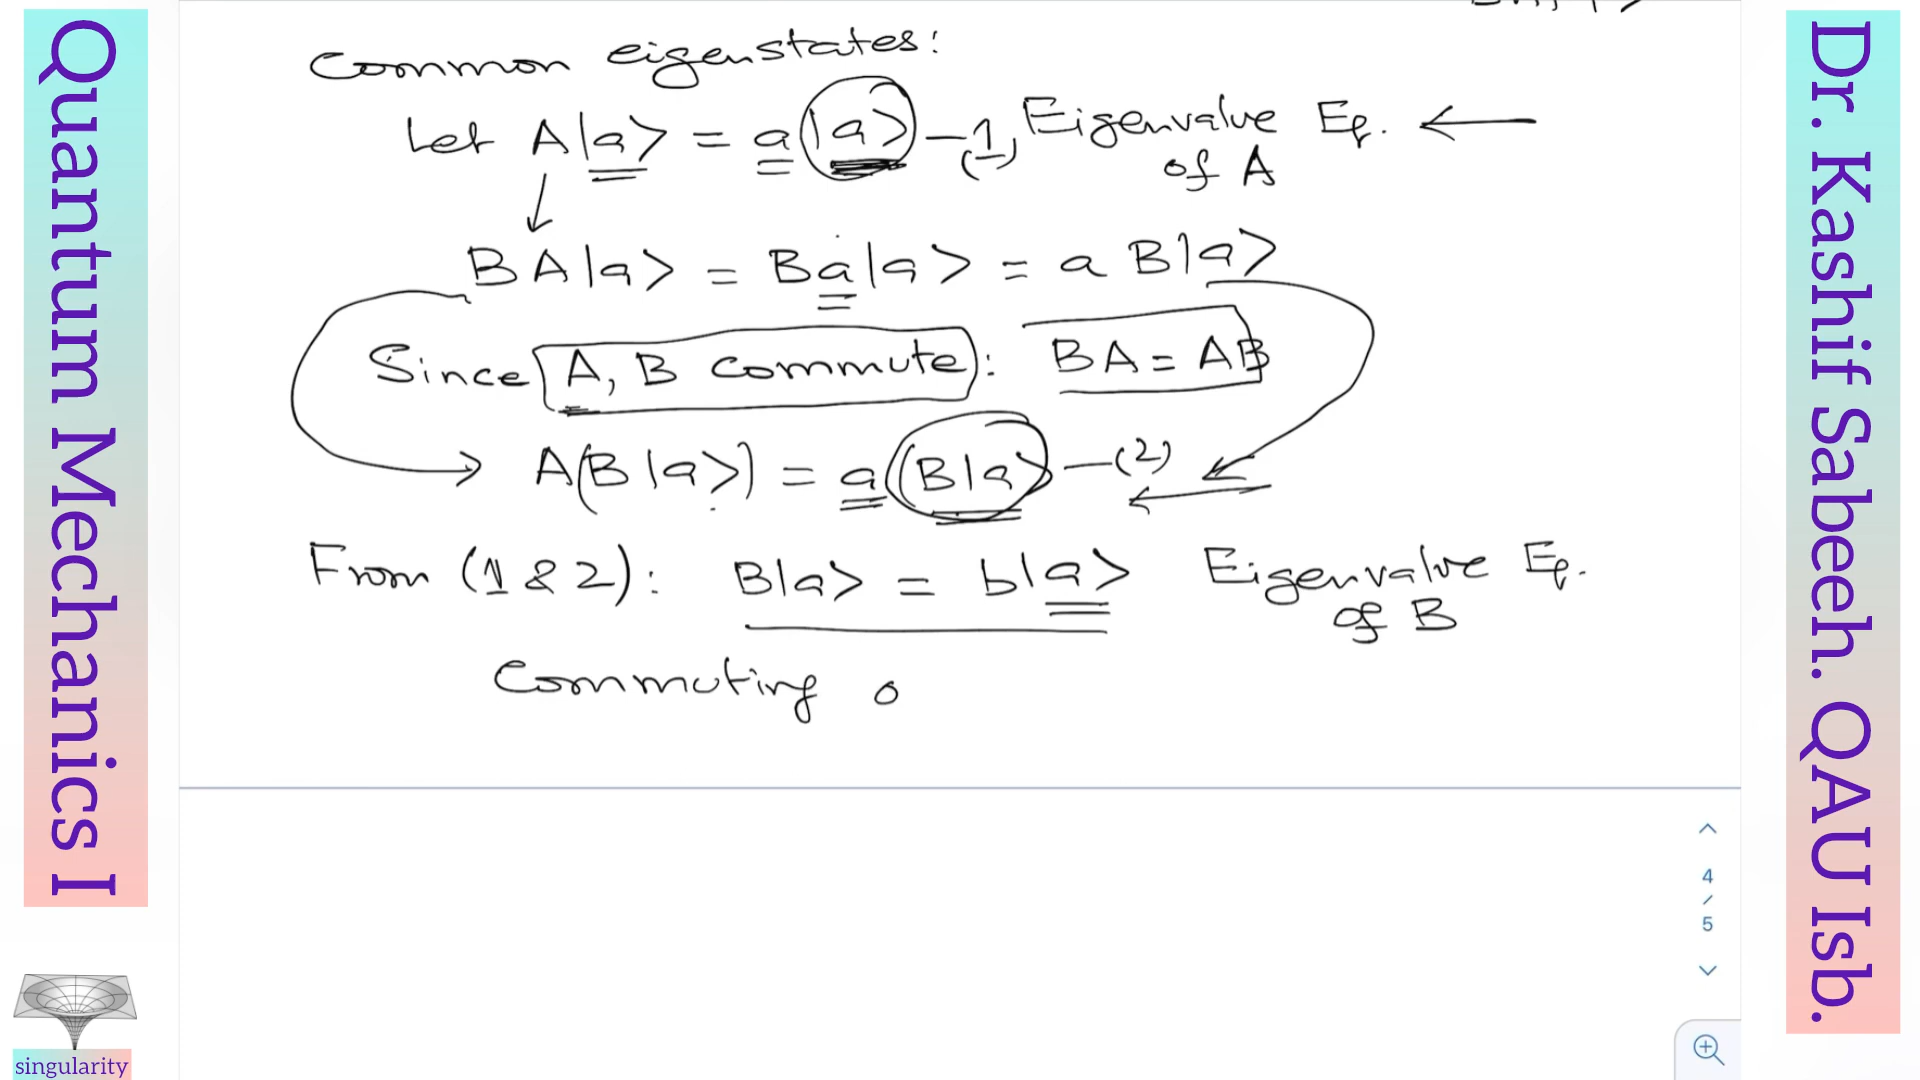 Quantum Mechanics I
singularity
Common eigenstates:
Let A|a> = a|a> —(1) Eigenvalue Eq. ←
of A
↓
BA|a> = Ba|a> = a B|a>
Since A, B commute: BA = AB
→ A(B|a>) = a(B|a> —(2) ←
From (1 & 2): B|a> = b|a> Eigenvalue Eq.
of B
Commuting o
4
/
5
Dr. Kashif Sabeeh. QAU Isb.